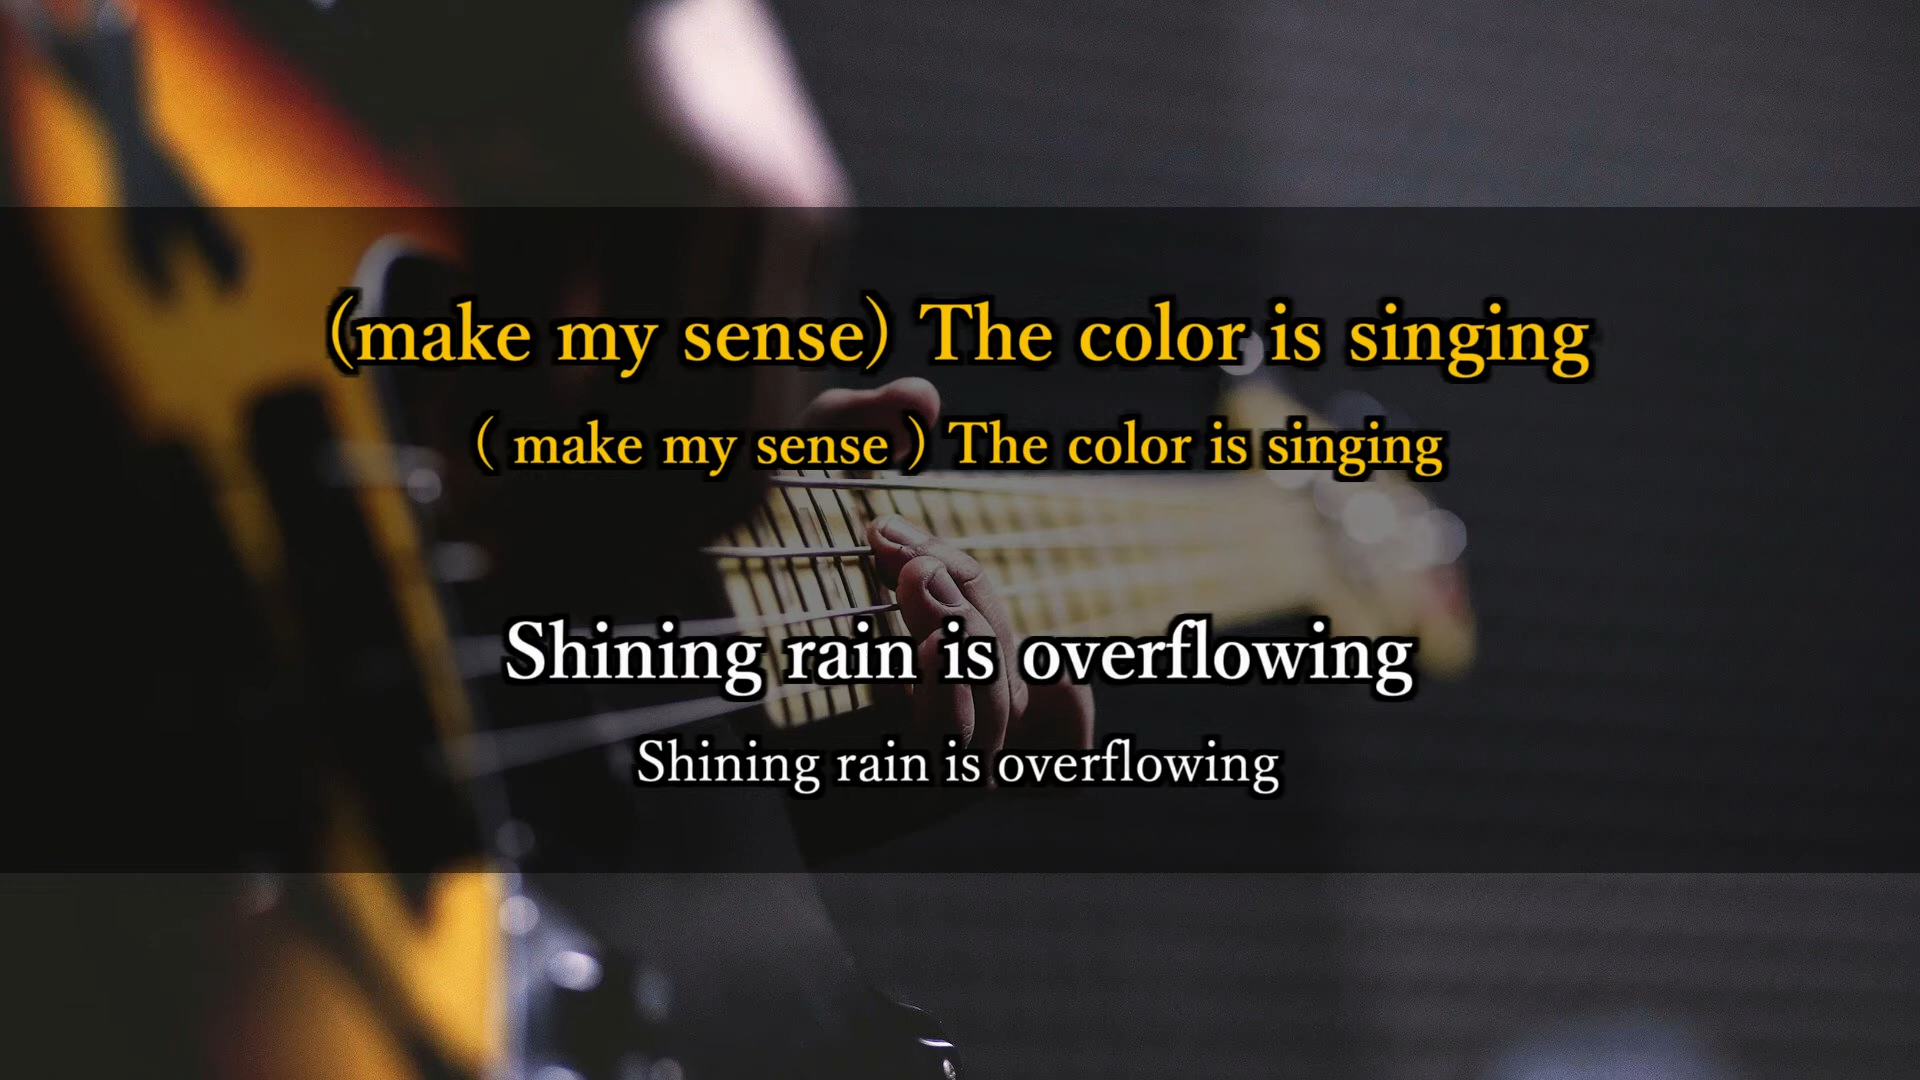 (make my sense) The color is singing
( make my sense ) The color is singing
Shining rain is overflowing
Shining rain is overflowing